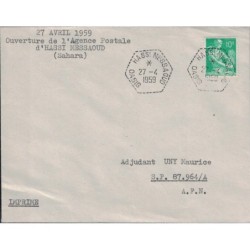 27 AVRIL 1959
Ouverture de l'Agence Postale
d'HASSI MESSAOUD
(Sahara)
HASSI MESSAOUD
*
27-4
1959
OASIS
Adjudant UNY Maurice
S.P. 87.964/A
A.F.N.
IMPRIME